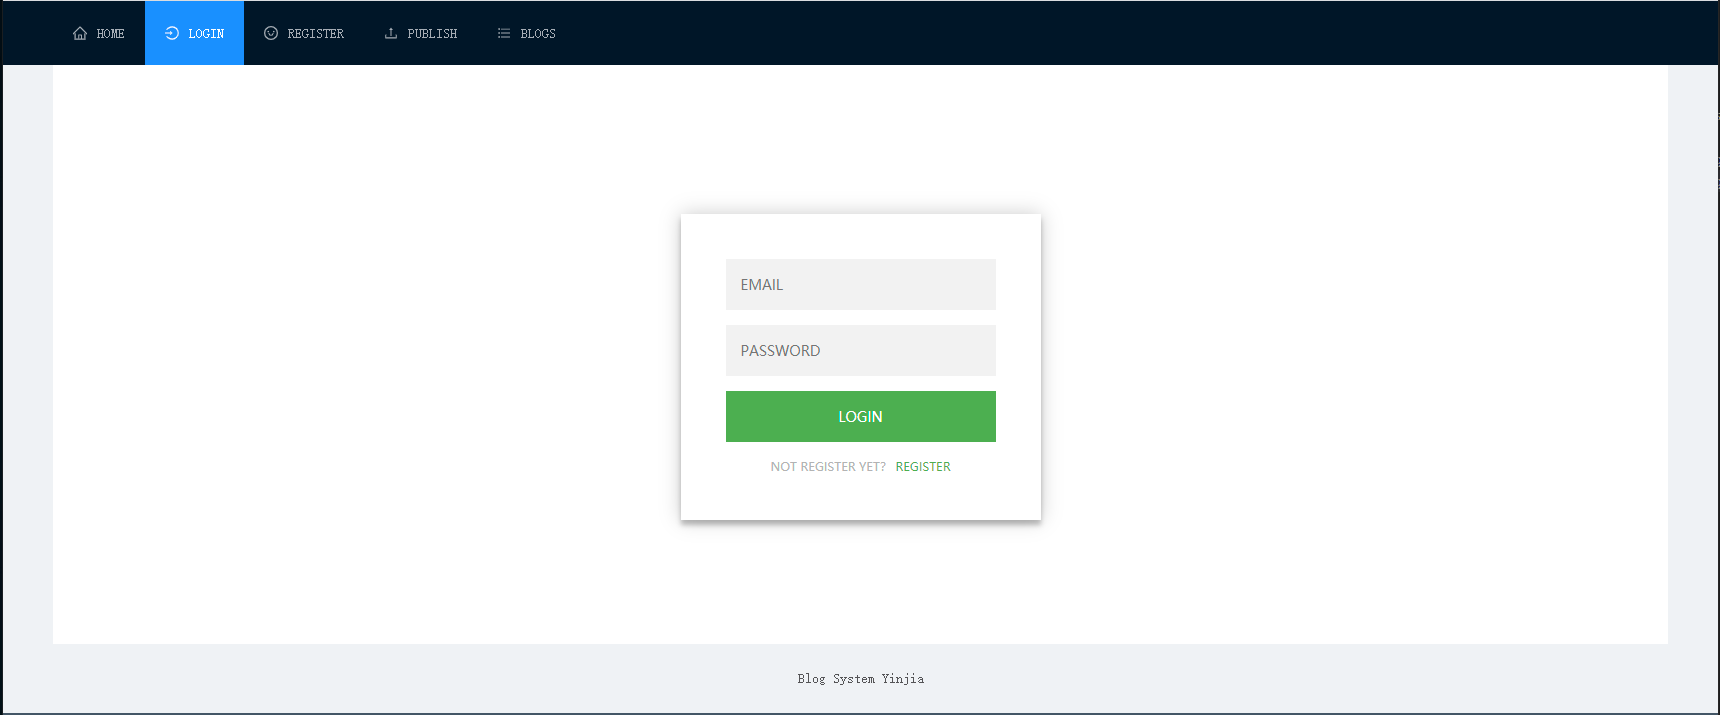 HOME LOGIN REGISTER PUBLISH BLOGS
EMAIL
PASSWORD
LOGIN
NOT REGISTER YET? REGISTER
Blog System Yinjia